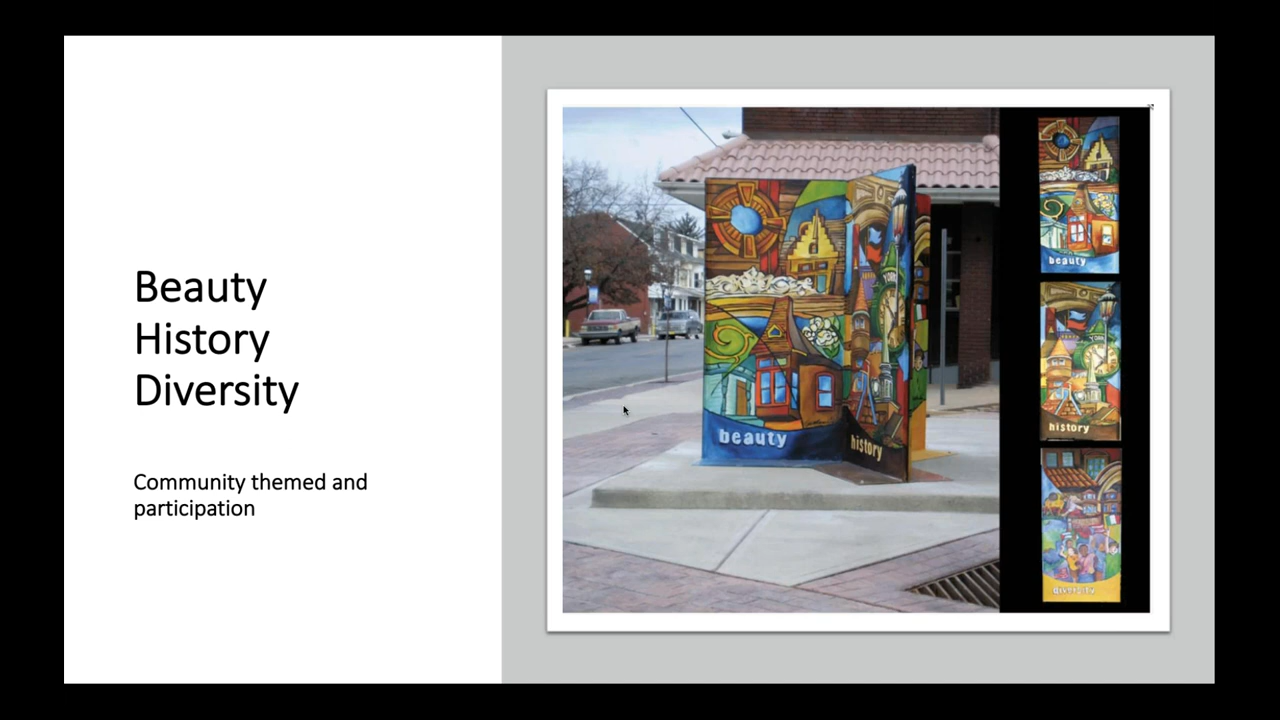 Beauty
History
Diversity
Community themed and
participation
beauty
history
beauty
history
diversity